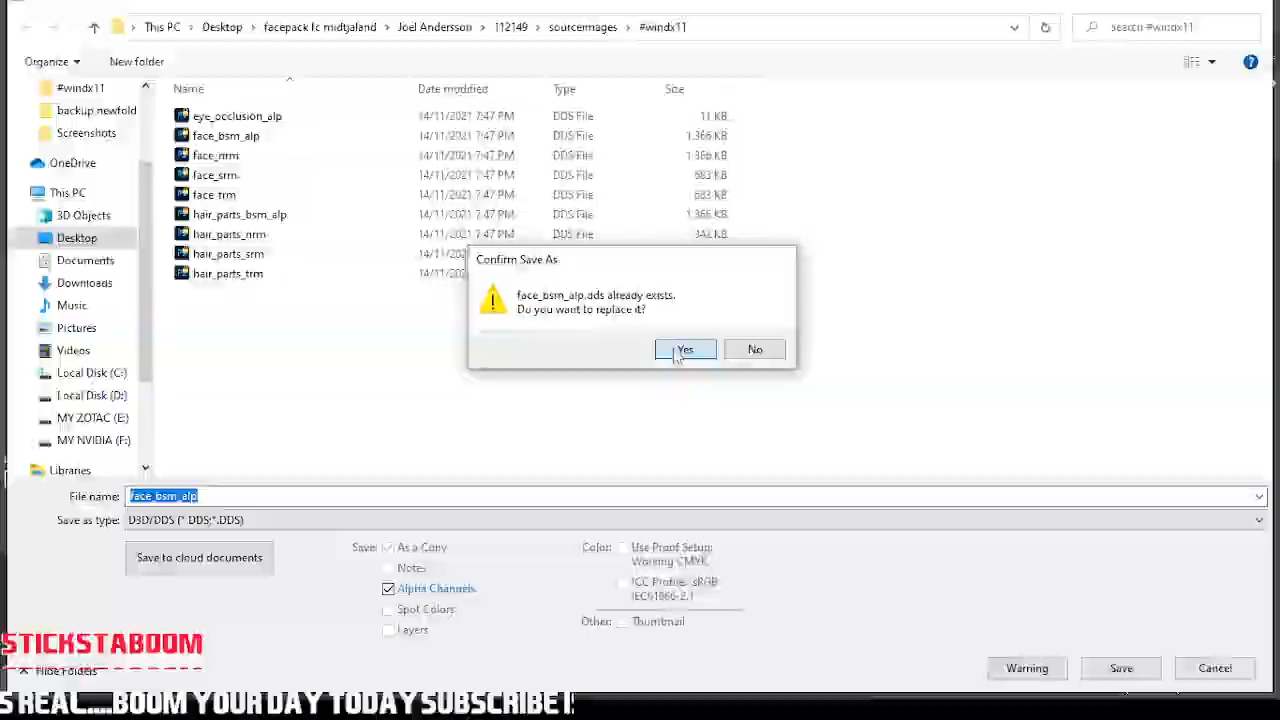 This PC > Desktop > facepack fc midtjaland > Joel Andersson > 112149 > sourceimages > #windx11
search #windx11
Organize New folder
Name Date modified Type Size
#windx11
backup newfold
Screenshots
OneDrive
This PC
3D Objects
Desktop
Documents
Downloads
Music
Pictures
Videos
Local Disk (C:)
Local Disk (D:)
MY ZOTAC (E:)
MY NVIDIA (F:)
Libraries
eye_occlusion_alp 14/11/2021 7:47 PM DDS File 11 KB
face_bsm_alp 14/11/2021 7:47 PM DDS File 1,366 KB
face_nrm 14/11/2021 7:47 PM DDS File 1,366 KB
face_srm 14/11/2021 7:47 PM DDS File 683 KB
face_trm 14/11/2021 7:47 PM DDS File 683 KB
hair_parts_bsm_alp 14/11/2021 7:47 PM DDS File 1,366 KB
hair_parts_nrm 14/11/2021 7:47 PM DDS File 342 KB
hair_parts_srm 14/11/2021
hair_parts_trm 14/11/2021
Confirm Save As
face_bsm_alp.dds already exists.
Do you want to replace it?
Yes No
File name: face_bsm_alp
Save as type: D3D/DDS (*.DDS;*.DDS)
Save to cloud documents
Save: As a Copy
Notes
Alpha Channels
Spot Colors
Layers
Color: Use Proof Setup:
Working CMYK
ICC Profile: sRGB
IEC61966-2.1
Other: Thumbnail
Warning Save Cancel
STICKSTABOOM
Hide Folders
S REAL....BOOM YOUR DAY TODAY SUBSCRIBE!